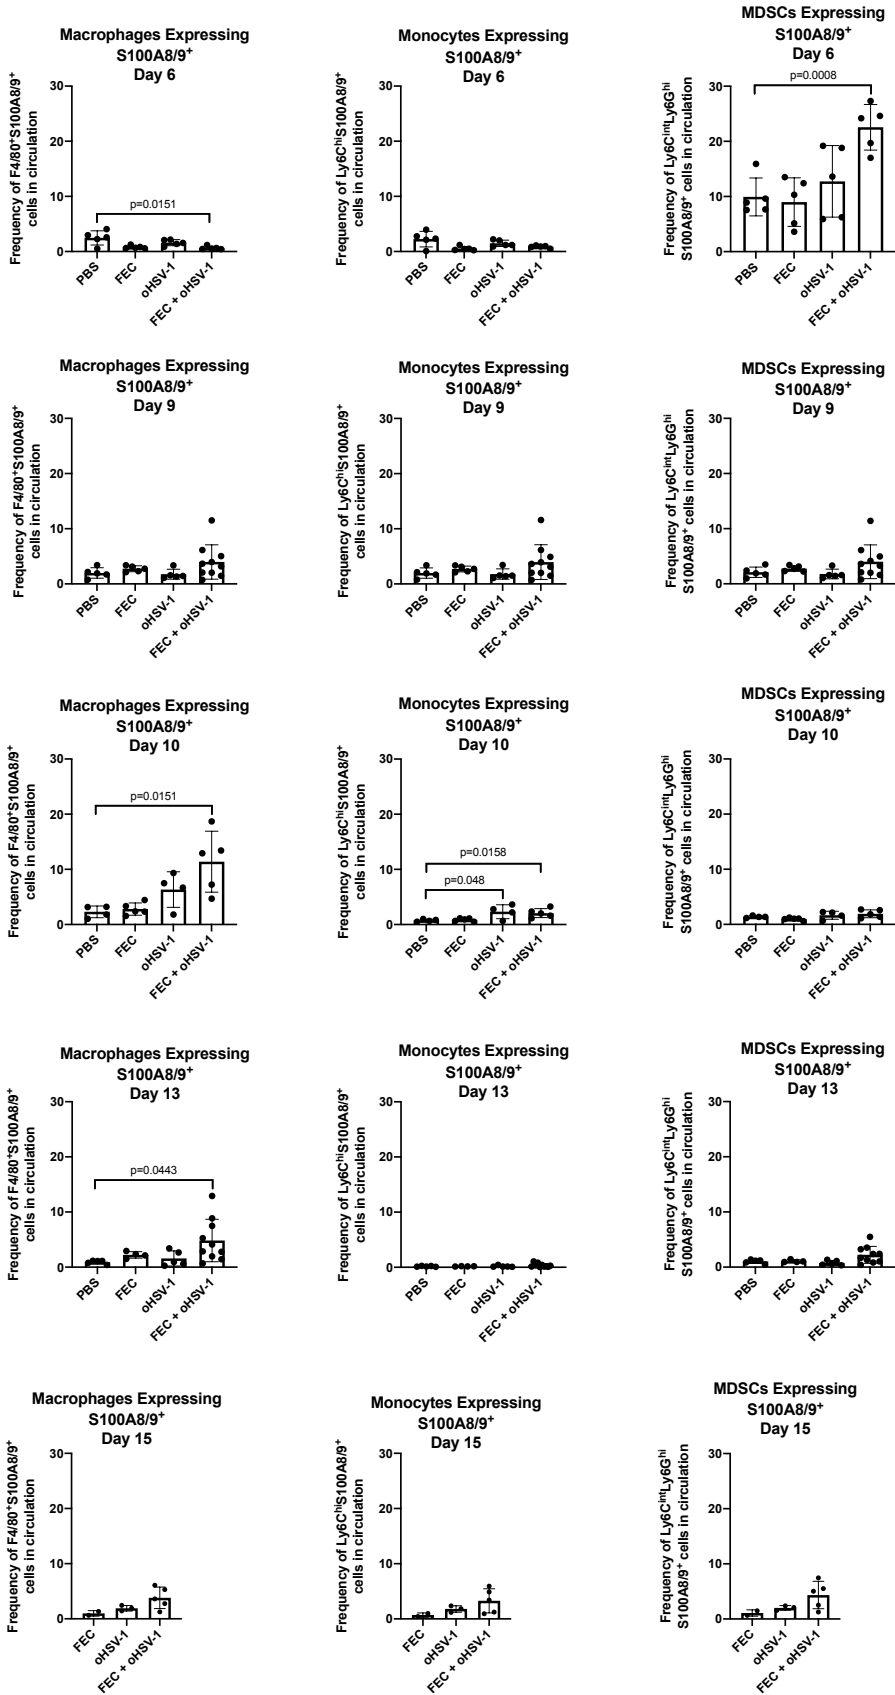 Macrophages Expressing
S100A8/9⁺
Day 6
Frequency of F4/80⁺S100A8/9⁺
cells in circulation
30
20
10
0
p=0.0151
PBS
FEC
oHSV-1
FEC + oHSV-1
Monocytes Expressing
S100A8/9⁺
Day 6
Frequency of Ly6CʰⁱS100A8/9⁺
cells in circulation
30
20
10
0
PBS
FEC
oHSV-1
FEC + oHSV-1
MDSCs Expressing
S100A8/9⁺
Day 6
Frequency of Ly6CⁱⁿᵗLy6Gʰⁱ
S100A8/9⁺ cells in circulation
30
20
10
0
p=0.0008
PBS
FEC
oHSV-1
FEC + oHSV-1
Macrophages Expressing
S100A8/9⁺
Day 9
Frequency of F4/80⁺S100A8/9⁺
cells in circulation
30
20
10
0
PBS
FEC
oHSV-1
FEC + oHSV-1
Monocytes Expressing
S100A8/9⁺
Day 9
Frequency of Ly6CʰⁱS100A8/9⁺
cells in circulation
30
20
10
0
PBS
FEC
oHSV-1
FEC + oHSV-1
MDSCs Expressing
S100A8/9⁺
Day 9
Frequency of Ly6CⁱⁿᵗLy6Gʰⁱ
S100A8/9⁺ cells in circulation
30
20
10
0
PBS
FEC
oHSV-1
FEC + oHSV-1
Macrophages Expressing
S100A8/9⁺
Day 10
Frequency of F4/80⁺S100A8/9⁺
cells in circulation
30
20
10
0
p=0.0151
PBS
FEC
oHSV-1
FEC + oHSV-1
Monocytes Expressing
S100A8/9⁺
Day 10
Frequency of Ly6CʰⁱS100A8/9⁺
cells in circulation
30
20
10
0
p=0.0158
p=0.048
PBS
FEC
oHSV-1
FEC + oHSV-1
MDSCs Expressing
S100A8/9⁺
Day 10
Frequency of Ly6CⁱⁿᵗLy6Gʰⁱ
S100A8/9⁺ cells in circulation
30
20
10
0
PBS
FEC
oHSV-1
FEC + oHSV-1
Macrophages Expressing
S100A8/9⁺
Day 13
Frequency of F4/80⁺S100A8/9⁺
cells in circulation
30
20
10
0
p=0.0443
PBS
FEC
oHSV-1
FEC + oHSV-1
Monocytes Expressing
S100A8/9⁺
Day 13
Frequency of Ly6CʰⁱS100A8/9⁺
cells in circulation
30
20
10
0
PBS
FEC
oHSV-1
FEC + oHSV-1
MDSCs Expressing
S100A8/9⁺
Day 13
Frequency of Ly6CⁱⁿᵗLy6Gʰⁱ
S100A8/9⁺ cells in circulation
30
20
10
0
PBS
FEC
oHSV-1
FEC + oHSV-1
Macrophages Expressing
S100A8/9⁺
Day 15
Frequency of F4/80⁺S100A8/9⁺
cells in circulation
30
20
10
0
FEC
oHSV-1
FEC + oHSV-1
Monocytes Expressing
S100A8/9⁺
Day 15
Frequency of Ly6CʰⁱS100A8/9⁺
cells in circulation
30
20
10
0
FEC
oHSV-1
FEC + oHSV-1
MDSCs Expressing
S100A8/9⁺
Day 15
Frequency of Ly6CⁱⁿᵗLy6Gʰⁱ
S100A8/9⁺ cells in circulation
30
20
10
0
FEC
oHSV-1
FEC + oHSV-1